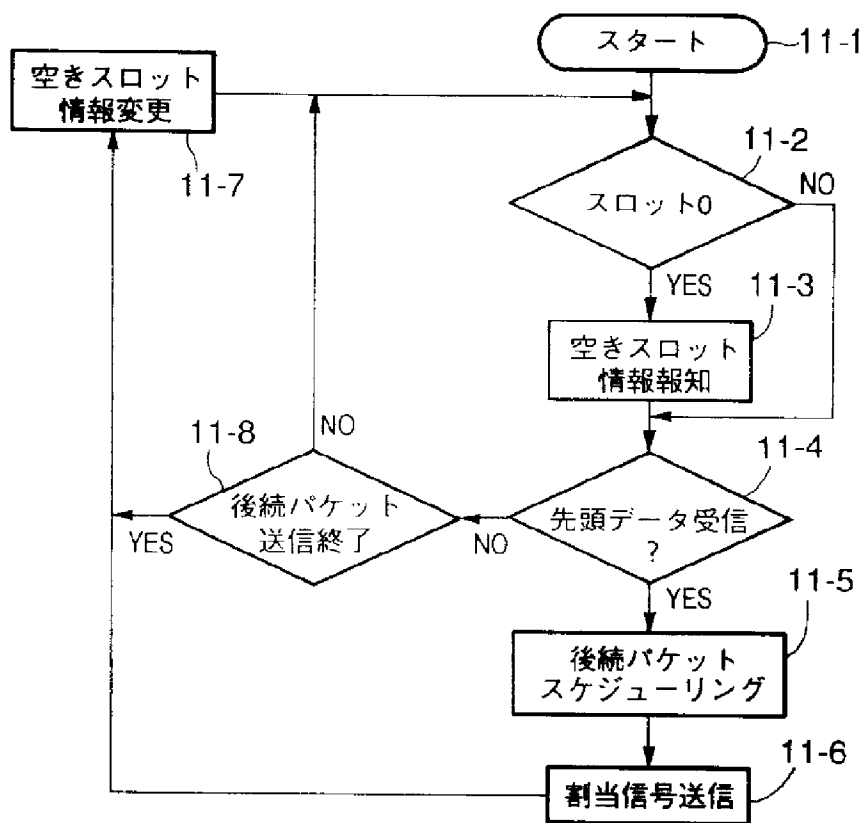 スタート
11-1
空きスロット
情報変更
11-7
11-2
スロット0
NO
YES
11-3
空きスロット
情報報知
11-4
先頭データ受信
?
NO
YES
11-8
後続パケット
送信終了
NO
YES
11-5
後続パケット
スケジューリング
11-6
割当信号送信